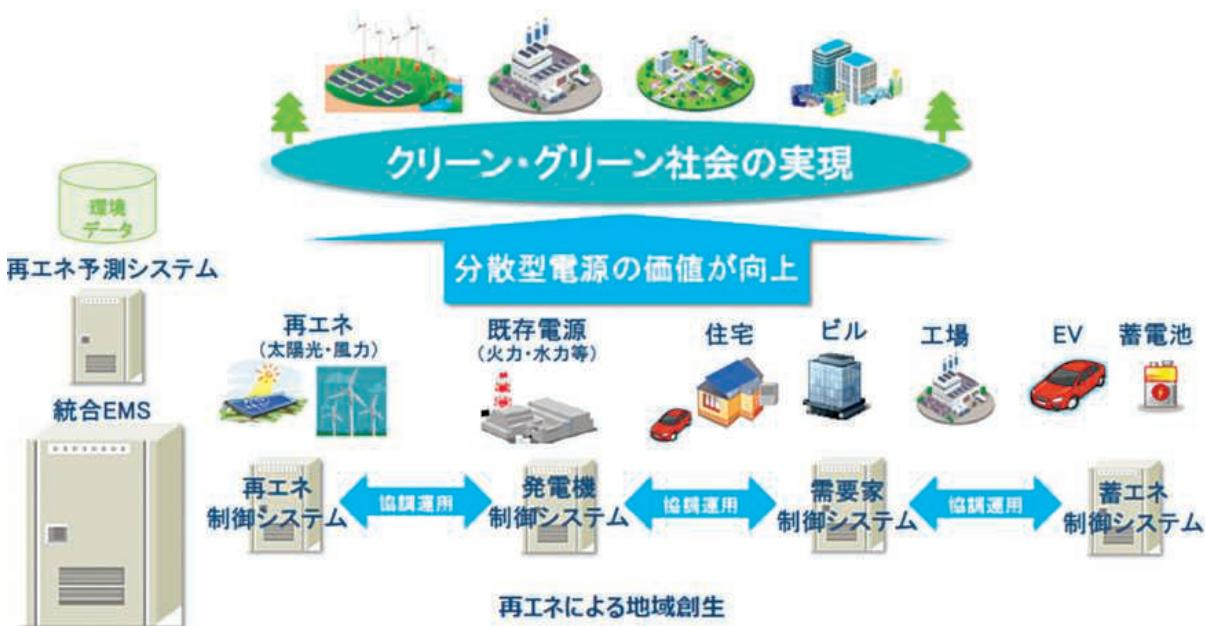 クリーン・グリーン社会の実現
環境
データ
再エネ予測システム
分散型電源の価値が向上
再エネ
(太陽光・風力)
既存電源
(火力・水力等)
住宅
ビル
工場
EV
蓄電池
統合EMS
再エネ
制御システム
協調運用
発電機
制御システム
協調運用
需要家
制御システム
協調運用
蓄エネ
制御システム
再エネによる地域創生